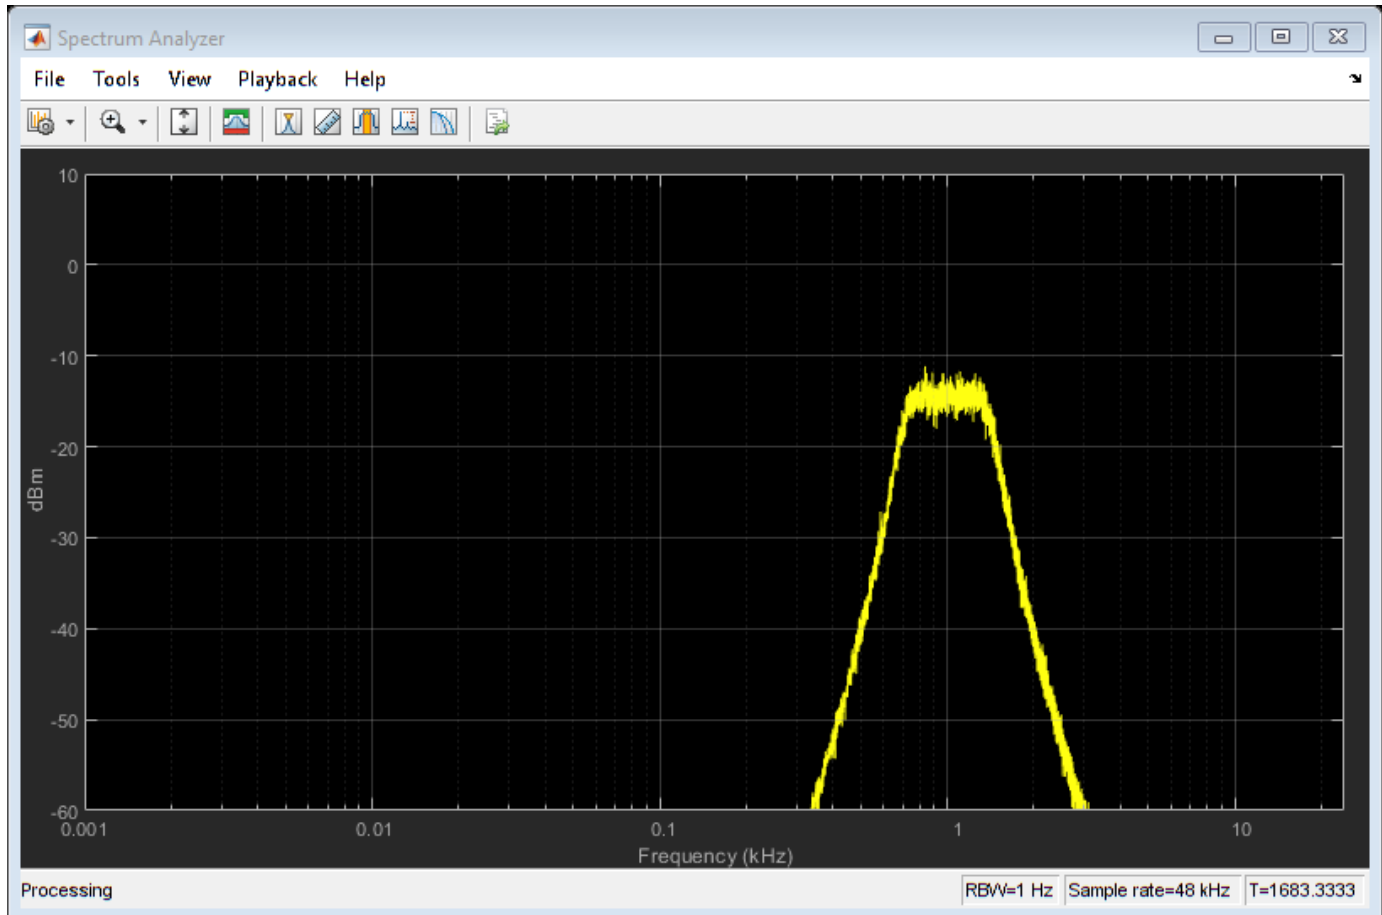 Spectrum Analyzer
File Tools View Playback Help
10
0
-10
-20
-30
-40
-50
-60
dBm
0.001 0.01 0.1 1 10
Frequency (kHz)
Processing RBW=1 Hz Sample rate=48 kHz T=1683.3333